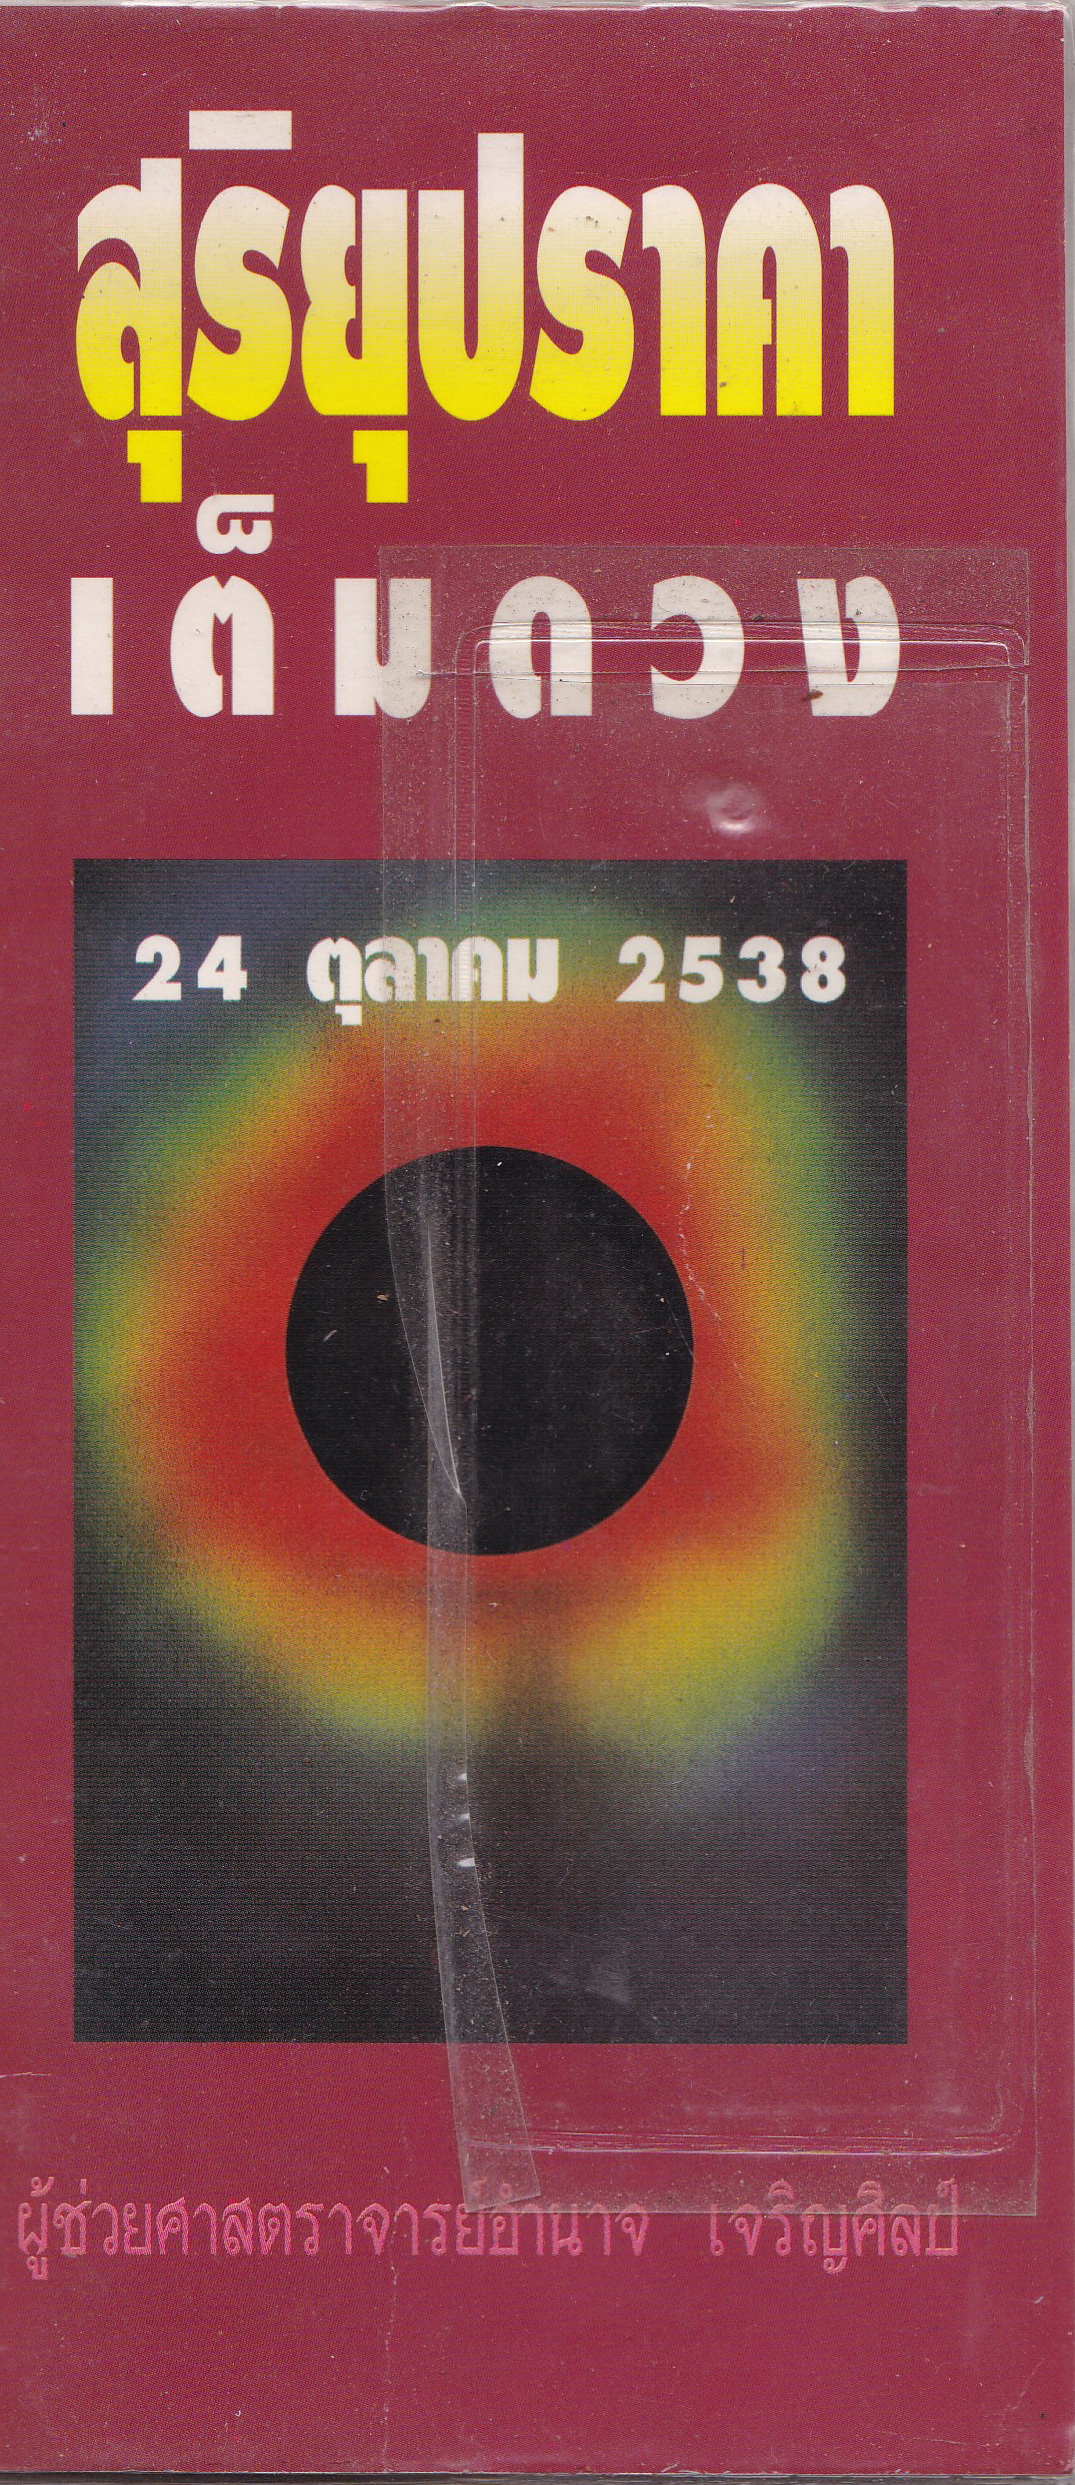 สุริยุปราคา
เต็มดวง
24 ตุลาคม 2538
ผู้ช่วยศาสตราจารย์อำนาจ เจริญศิลป์